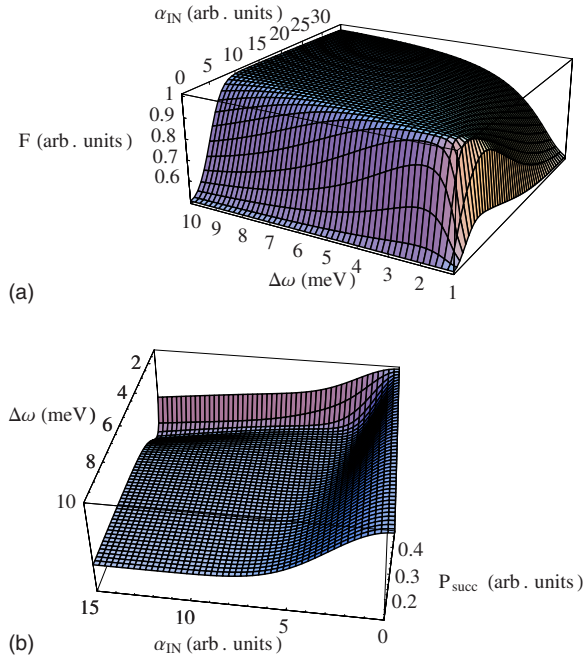 α_IN (arb . units)
0 5 10 15 20 25 30
F (arb . units)
1
0.9
0.8
0.7
0.6
10 9 8 7 6 5 4 3 2 1
Δω (meV)
(a)
2
4
6
8
10
Δω (meV)
0.4
0.3
0.2
P_succ (arb . units)
15 10 5 0
α_IN (arb . units)
(b)